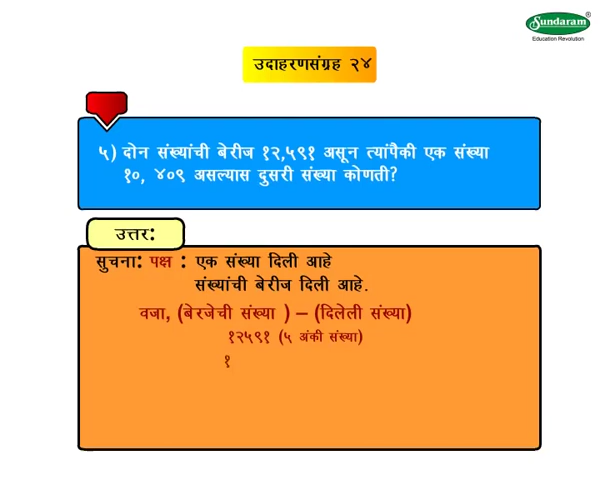 Sundaram
Education Revolution
उदाहरणसंग्रह २४
५) दोन संख्यांची बेरीज १२,५९१ असून त्यांपैकी एक संख्या
१०, ४०९ असल्यास दुसरी संख्या कोणती?
उत्तर:
सुचना: पक्ष : एक संख्या दिली आहे
संख्यांची बेरीज दिली आहे.
वजा, (बेरजेची संख्या ) – (दिलेली संख्या)
१२५९१ (५ अंकी संख्या)
१